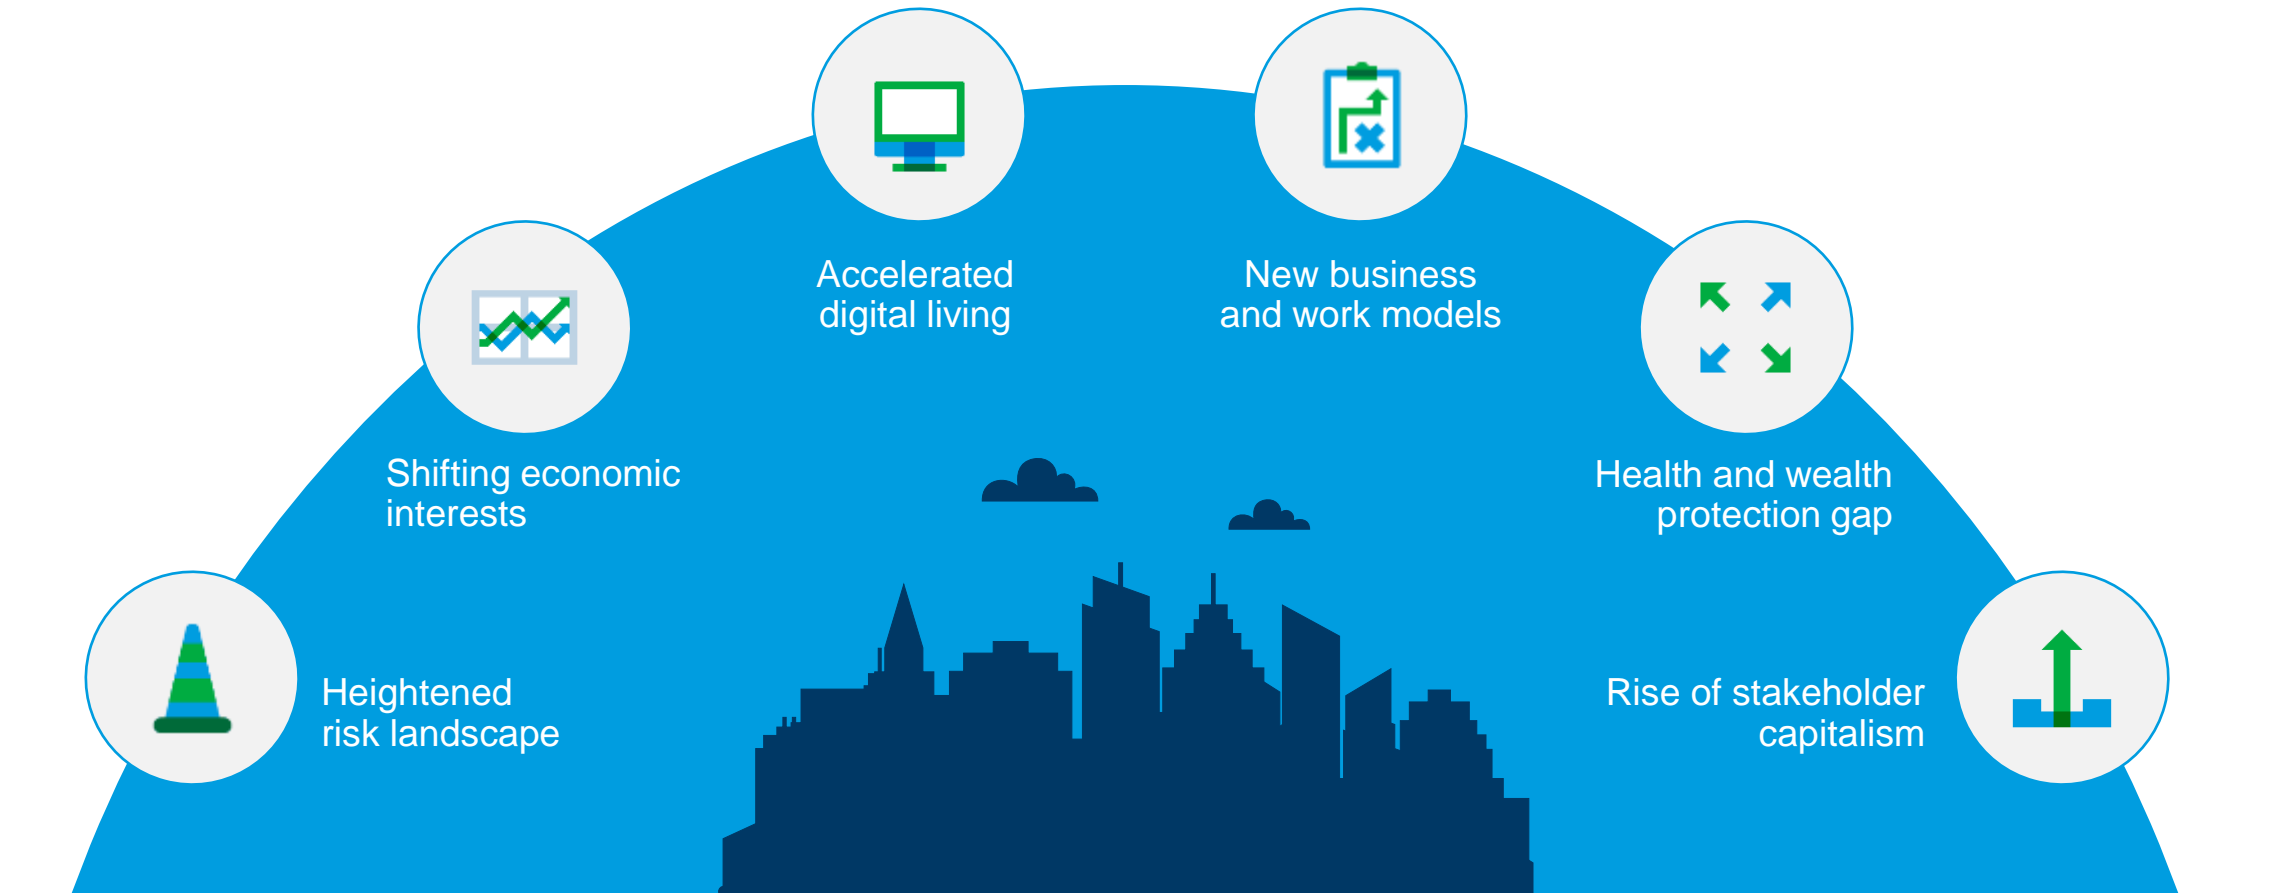 Accelerated
digital living
New business
and work models
Shifting economic
interests
Health and wealth
protection gap
Heightened
risk landscape
Rise of stakeholder
capitalism